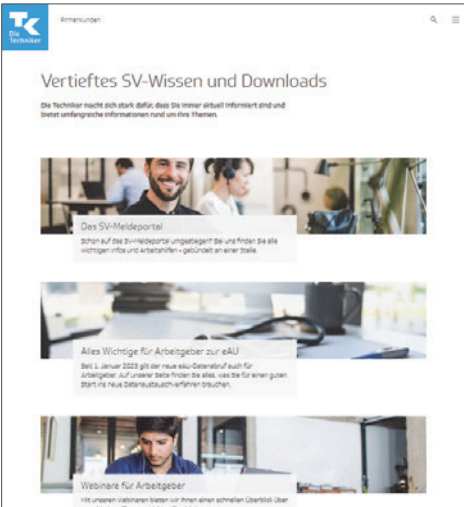 TK
Die
Techniker
Firmenkunden
Vertieftes SV-Wissen und Downloads
Die Techniker macht sich stark dafür, dass Sie immer aktuell informiert sind und
bietet umfangreiche Informationen rund um Ihre Themen.
Das SV-Meldeportal
Schon auf das SV-Meldeportal umgestiegen? Bei uns finden Sie alle
wichtigen Infos und Arbeitshilfen – gebündelt an einer Stelle.
Alles Wichtige für Arbeitgeber zur eAU
Seit 1. Januar 2023 gilt der neue eAU-Datenabruf auch für
Arbeitgeber. Auf unserer Seite finden Sie alles, was Sie für einen guten
Start ins neue Datenaustauschverfahren brauchen.
Webinare für Arbeitgeber
Mit unseren Webinaren bieten wir Ihnen einen schnellen Überblick über